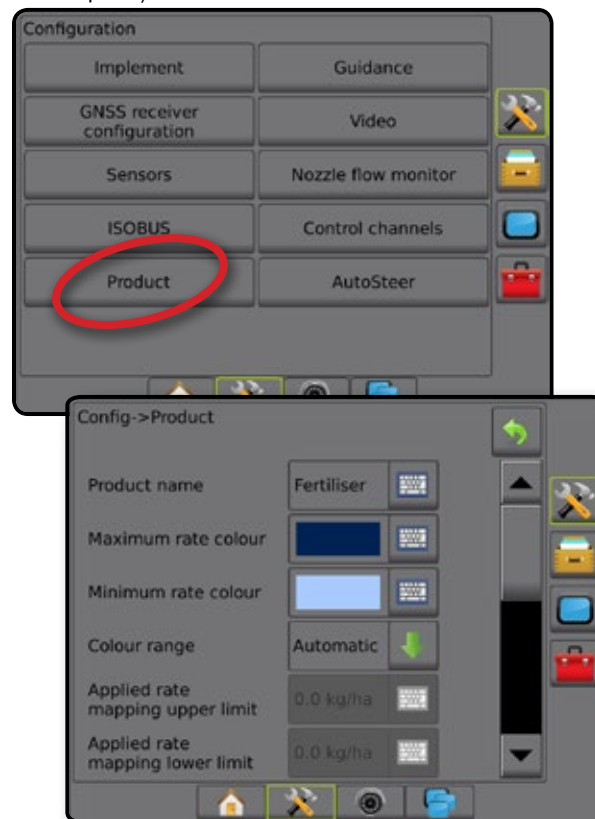 Configuration
Implement
Guidance
GNSS receiver
configuration
Video
Sensors
Nozzle flow monitor
ISOBUS
Control channels
Product
AutoSteer
Config->Product
Product name
Fertiliser
Maximum rate colour
Minimum rate colour
Colour range
Automatic
Applied rate
mapping upper limit
0.0 kg/ha
Applied rate
mapping lower limit
0.0 kg/ha